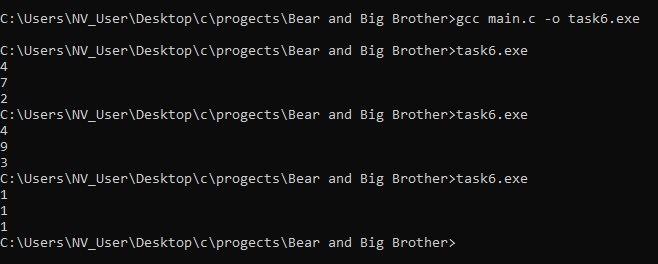 C:\Users\NV_User\Desktop\c\progects\Bear and Big Brother>gcc main.c -o task6.exe
C:\Users\NV_User\Desktop\c\progects\Bear and Big Brother>task6.exe
4
7
2
C:\Users\NV_User\Desktop\c\progects\Bear and Big Brother>task6.exe
4
9
3
C:\Users\NV_User\Desktop\c\progects\Bear and Big Brother>task6.exe
1
1
1
C:\Users\NV_User\Desktop\c\progects\Bear and Big Brother>